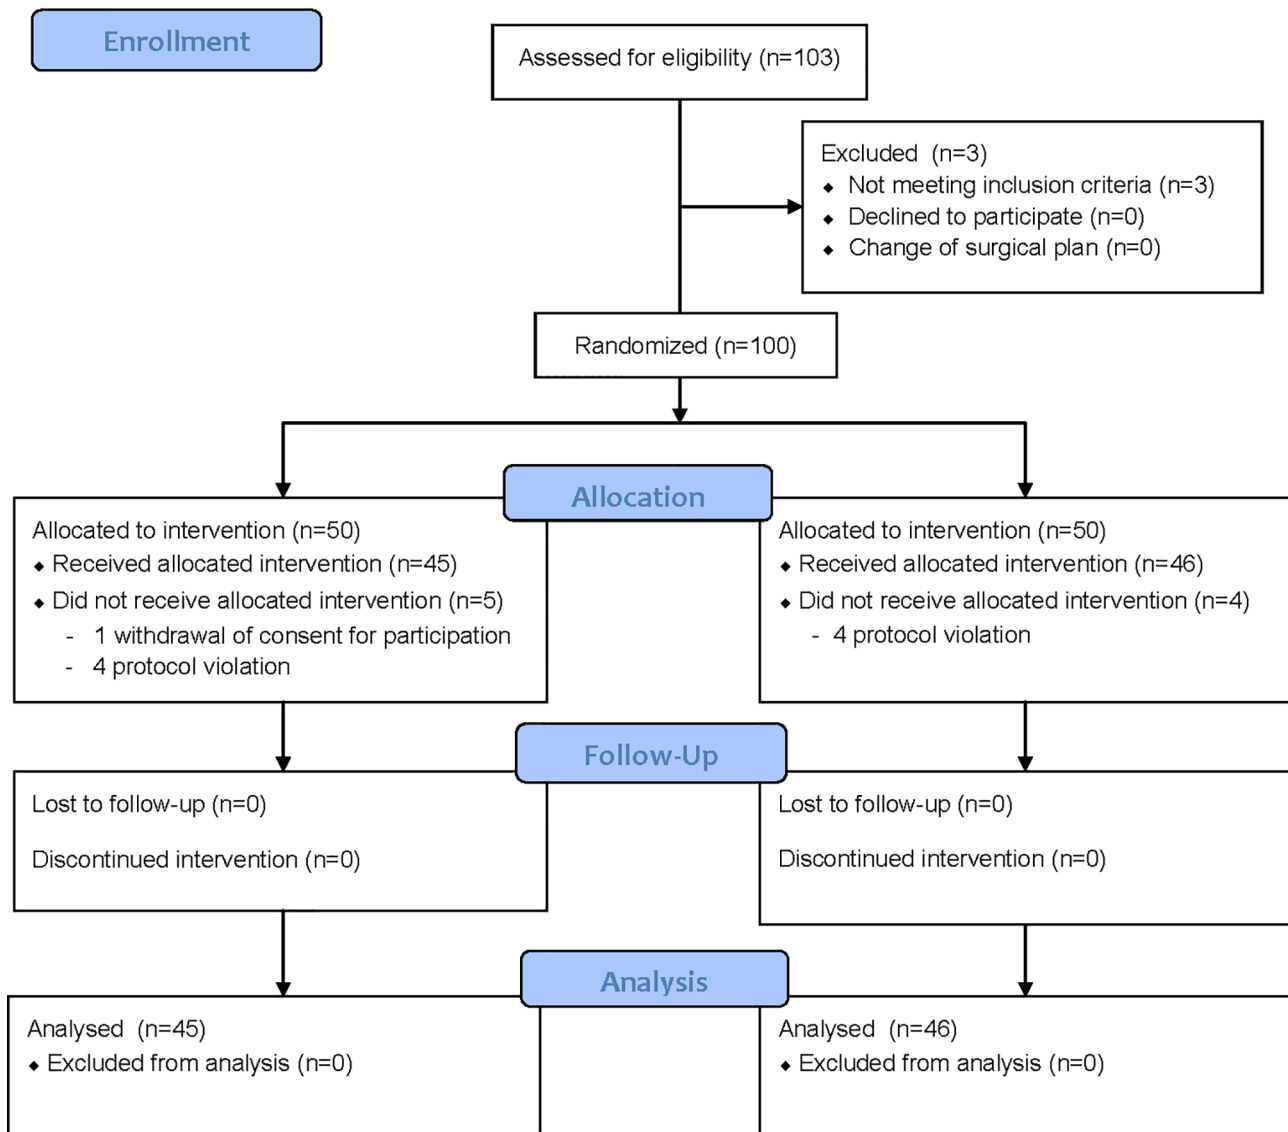 Enrollment
Assessed for eligibility (n=103)
Excluded (n=3)
◆ Not meeting inclusion criteria (n=3)
◆ Declined to participate (n=0)
◆ Change of surgical plan (n=0)
Randomized (n=100)
Allocation
Allocated to intervention (n=50)
◆ Received allocated intervention (n=45)
◆ Did not receive allocated intervention (n=5)
- 1 withdrawal of consent for participation
- 4 protocol violation
Allocated to intervention (n=50)
◆ Received allocated intervention (n=46)
◆ Did not receive allocated intervention (n=4)
- 4 protocol violation
Follow-Up
Lost to follow-up (n=0)
Discontinued intervention (n=0)
Lost to follow-up (n=0)
Discontinued intervention (n=0)
Analysis
Analysed (n=45)
◆ Excluded from analysis (n=0)
Analysed (n=46)
◆ Excluded from analysis (n=0)